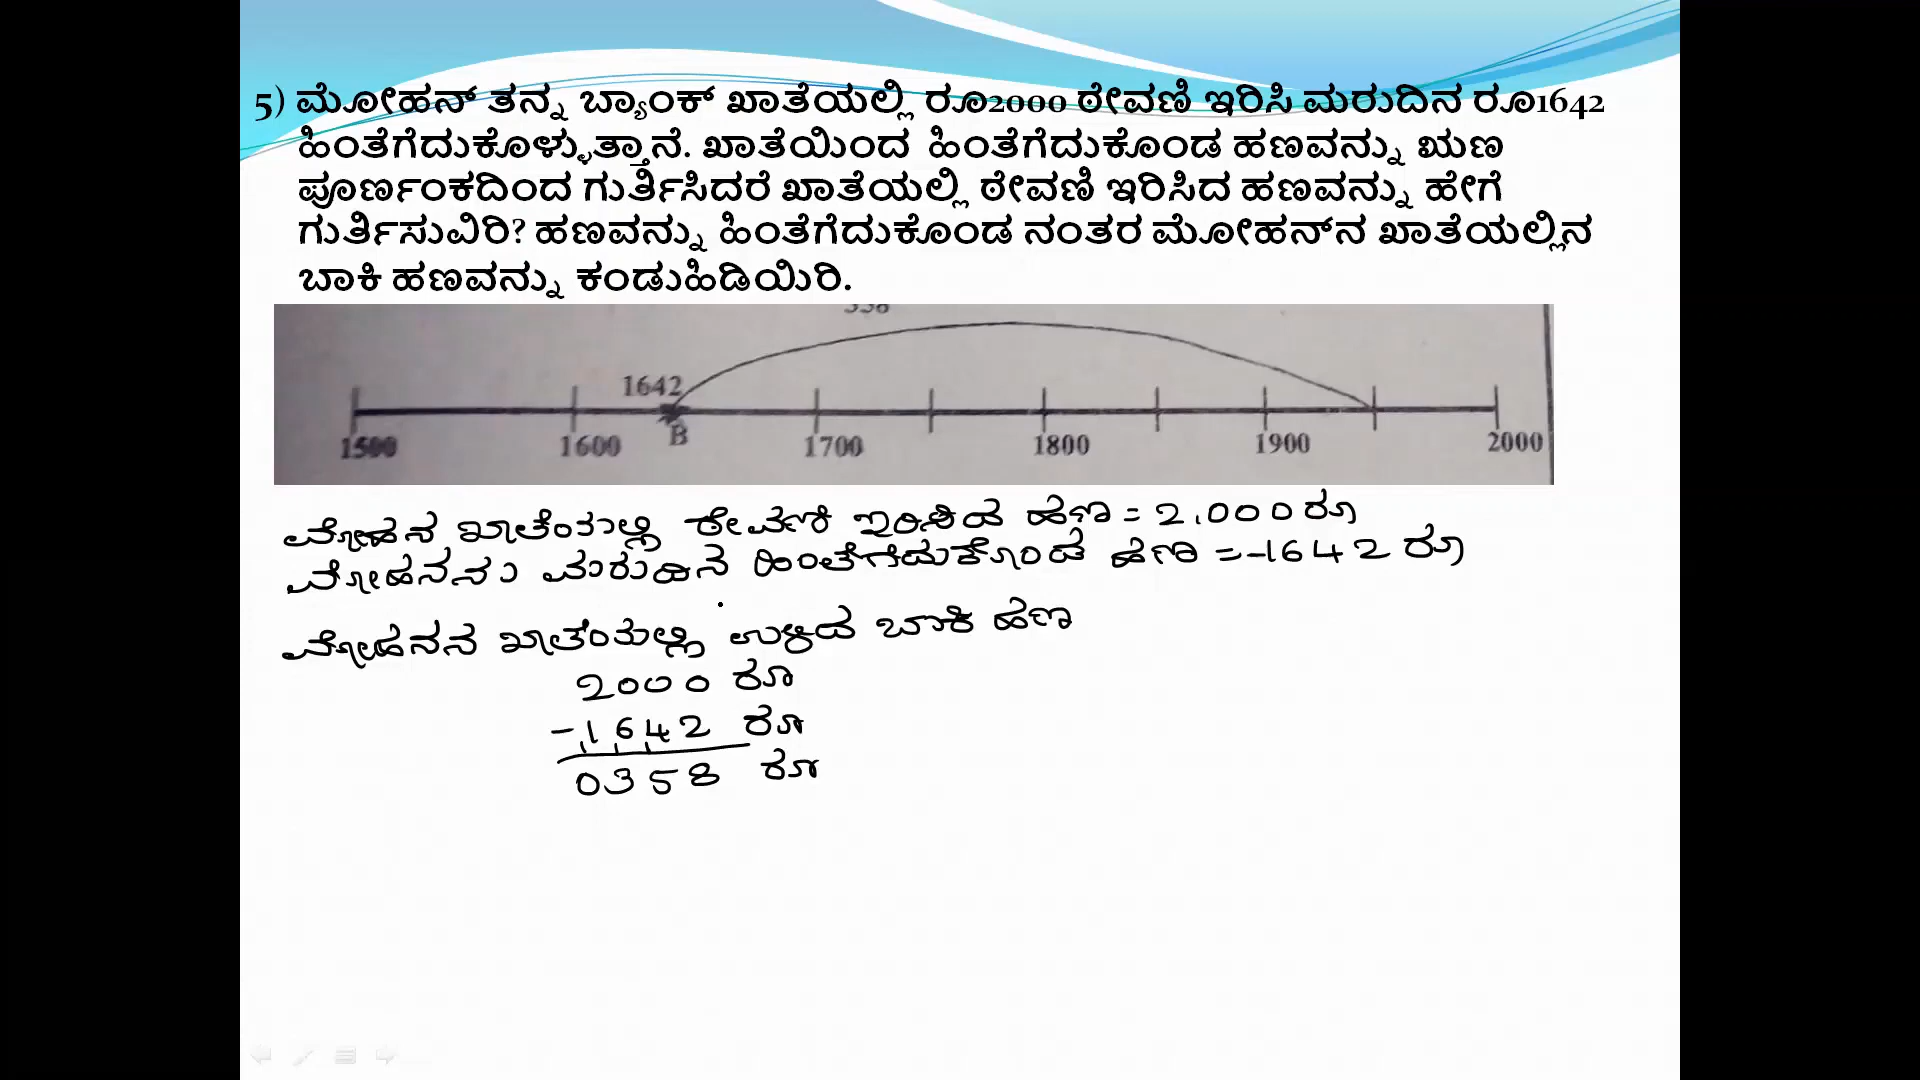 5) ಮೋಹನ್ ತನ್ನ ಬ್ಯಾಂಕ್ ಖಾತೆಯಲ್ಲಿ ರೂ2000 ಠೇವಣಿ ಇರಿಸಿ ಮರುದಿನ ರೂ1642
ಹಿಂತೆಗೆದುಕೊಳ್ಳುತ್ತಾನೆ. ಖಾತೆಯಿಂದ ಹಿಂತೆಗೆದುಕೊಂಡ ಹಣವನ್ನು ಋಣ
ಪೂರ್ಣಂಕದಿಂದ ಗುರ್ತಿಸಿದರೆ ಖಾತೆಯಲ್ಲಿ ಠೇವಣಿ ಇರಿಸಿದ ಹಣವನ್ನು ಹೇಗೆ
ಗುರ್ತಿಸುವಿರಿ? ಹಣವನ್ನು ಹಿಂತೆಗೆದುಕೊಂಡ ನಂತರ ಮೋಹನ್‌ನ ಖಾತೆಯಲ್ಲಿನ
ಬಾಕಿ ಹಣವನ್ನು ಕಂಡುಹಿಡಿಯಿರಿ.
358
1642
B
1500 1600 1700 1800 1900 2000
ಮೋಹನ ಖಾತೆಯಲ್ಲಿ ಠೇವಣಿ ಇರಿಸಿದ ಹಣ = 2,000 ರೂ
ಮೋಹನನು ಮರುದಿನ ಹಿಂತೆಗೆದುಕೊಂಡ ಹಣ = -1642 ರೂ
ಮೋಹನನ ಖಾತೆಯಲ್ಲಿ ಉಳಿದ ಬಾಕಿ ಹಣ
2000 ರೂ
-1642 ರೂ
0358 ರೂ